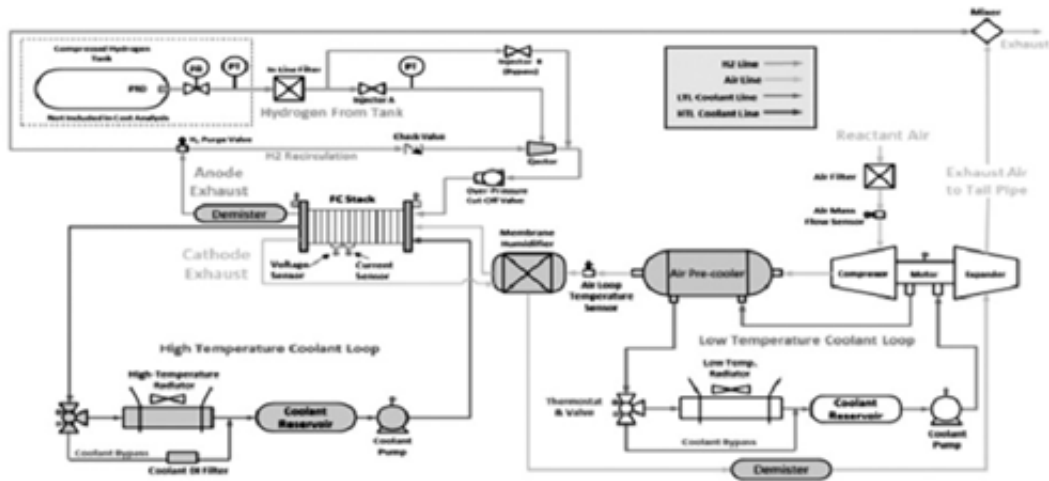 Mixer
Exhaust
Compressed Hydrogen
Tank
PRD
Not Included in Cost Analysis
PR
PT
In-Line Filter
Injector A
PT
Injector B
(Bypass)
Hydrogen From Tank
H2 Line
Air Line
LTL Coolant Line
HTL Coolant Line
H₂ Purge Valve
Check Valve
H2 Recirculation
Ejector
Reactant Air
Anode
Exhaust
Over-Pressure
Cut-Off Valve
Air Filter
Exhaust Air
to Tail Pipe
FC Stack
Demister
Air Mass
Flow Sensor
Cathode
Exhaust
Voltage
Sensor
Current
Sensor
Membrane
Humidifier
Air Loop
Temperature
Sensor
Air Pre-cooler
Compressor
Motor
Expander
High Temperature Coolant Loop
Low Temperature Coolant Loop
High-Temperature
Radiator
Low Temp.
Radiator
Thermostat
& Valve
Coolant
Reservoir
Coolant
Pump
Coolant
Reservoir
Coolant
Pump
Coolant Bypass
Coolant DI Filter
Coolant Bypass
Demister